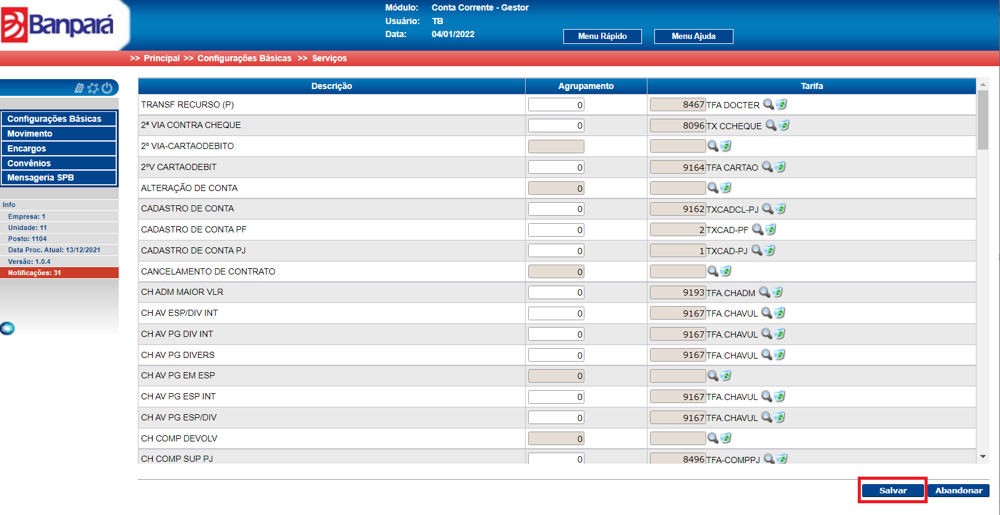 Banpará
Módulo: Conta Corrente - Gestor
Usuário: TB
Data: 04/01/2022
Menu Rápido Menu Ajuda
>> Principal >> Configurações Básicas >> Serviços
Configurações Básicas
Movimento
Encargos
Convênios
Mensageria SPB
Info
Empresa: 1
Unidade: 11
Posto: 1104
Data Proc. Atual: 13/12/2021
Versão: 1.0.4
Notificações: 31
Descrição Agrupamento Tarifa
TRANSF RECURSO (P) 0 8467 TFA DOCTER
2ª VIA CONTRA CHEQUE 0 8096 TX CCHEQUE
2º VIA-CARTAODEBITO
2ºV CARTAODEBIT 0 9164 TFA CARTAO
ALTERAÇÃO DE CONTA 0
CADASTRO DE CONTA 0 9162 TXCADCL-PJ
CADASTRO DE CONTA PF 0 2 TXCAD-PF
CADASTRO DE CONTA PJ 0 1 TXCAD-PJ
CANCELAMENTO DE CONTRATO 0
CH ADM MAIOR VLR 0 9193 TFA.CHADM
CH AV ESP/DIV INT 0 9167 TFA.CHAVUL
CH AV PG DIV INT 0 9167 TFA.CHAVUL
CH AV PG DIVERS 0 9167 TFA.CHAVUL
CH AV PG EM ESP 0
CH AV PG ESP INT 0 9167 TFA.CHAVUL
CH AV PG ESP/DIV 0 9167 TFA.CHAVUL
CH COMP DEVOLV 0
CH COMP SUP PJ 0 8496 TFA-COMPPJ
Salvar Abandonar